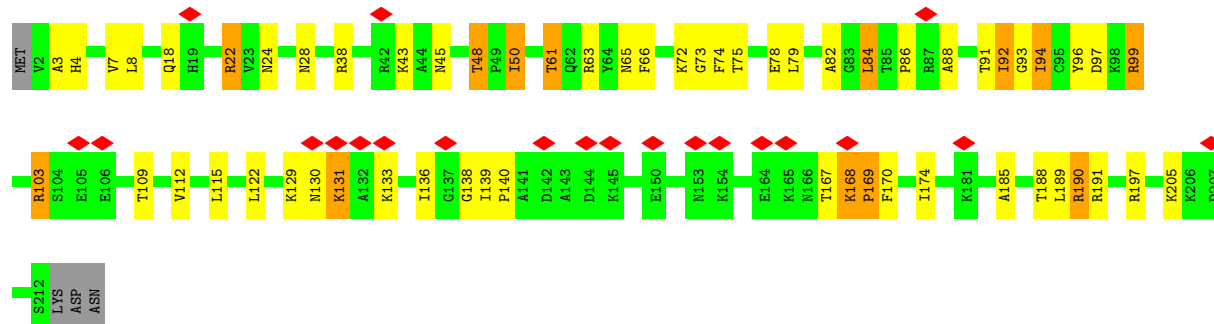 MET V2 A3 H4 V7 L8 Q18 H19 R22 V23 N24 N28 R38 R42 K43 A44 N45 T48 P49 I50 T61 Q62 R63 Y64 N65 F66 K72 G73 F74 T75 E78 L79 A82 G83 L84 T85 P86 R87 A88 T91 I92 G93 I94 C95 Y96 D97 K98 R99
R103 S104 E105 E106 T109 V112 L115 L122 K129 N130 K131 A132 K133 I136 G137 G138 I139 P140 A141 D142 A143 D144 K145 E150 N153 K154 E164 K165 N166 T167 K168 P169 F170 I174 K181 A185 T188 L189 R190 R191 R197 K205 K206 D207
S212 LYS ASP ASN